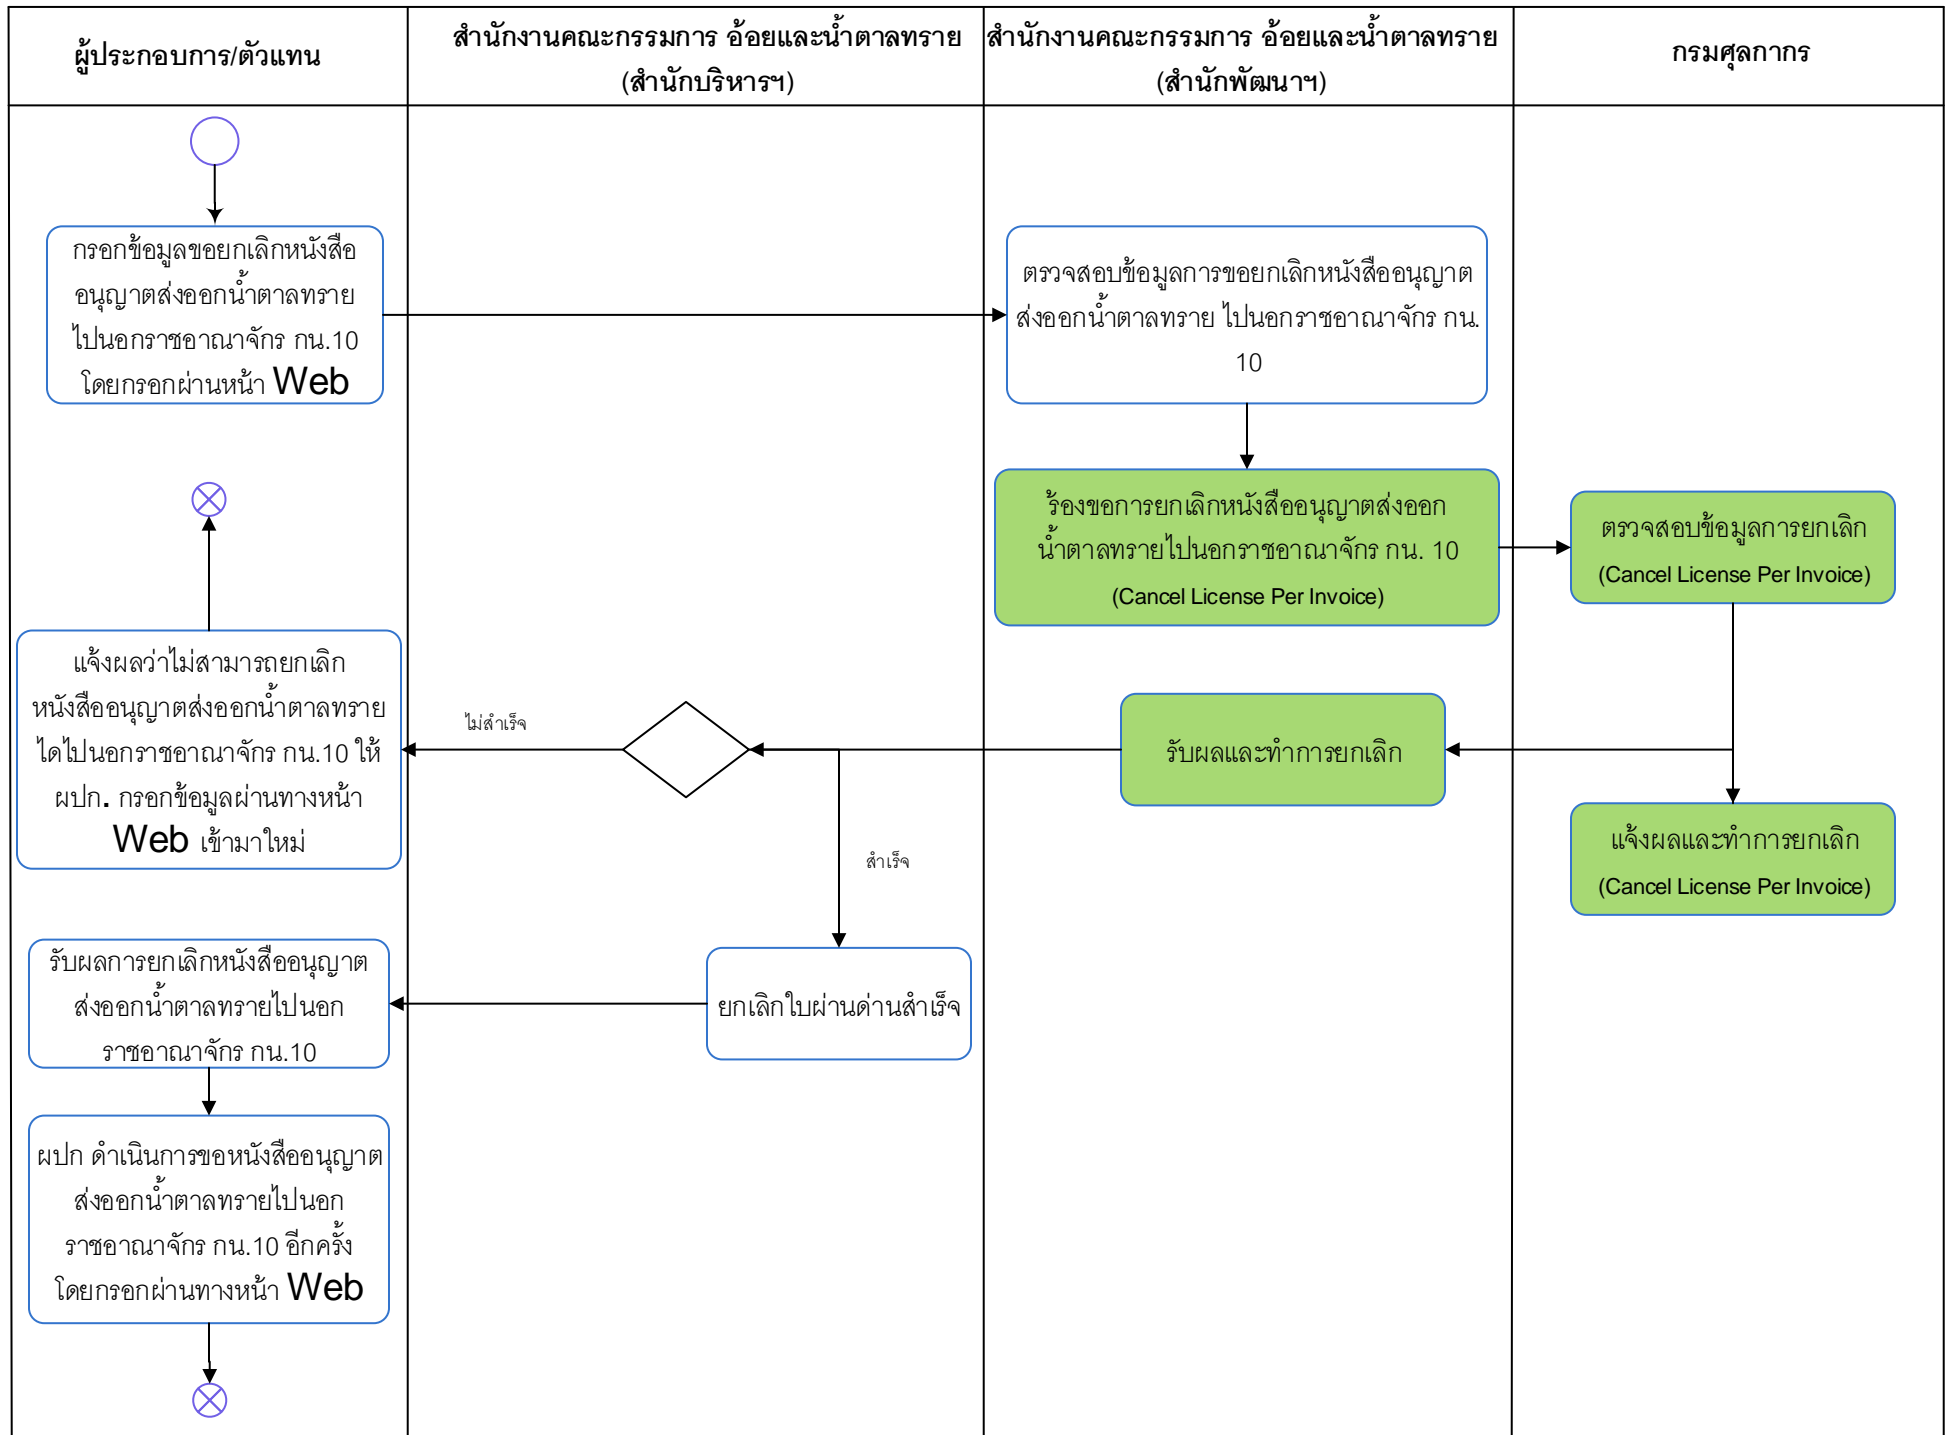 ผู้ประกอบการ/ตัวแทน
สำนักงานคณะกรรมการ อ้อยและน้ำตาลทราย
(สำนักบริหารฯ)
สำนักงานคณะกรรมการ อ้อยและน้ำตาลทราย
(สำนักพัฒนาฯ)
กรมศุลกากร
กรอกข้อมูลขอยกเลิกหนังสือ
อนุญาตส่งออกน้ำตาลทราย
ไปนอกราชอาณาจักร กน.10
โดยกรอกผ่านหน้า Web
ตรวจสอบข้อมูลการขอยกเลิกหนังสืออนุญาต
ส่งออกน้ำตาลทราย ไปนอกราชอาณาจักร กน.
10
ร้องขอการยกเลิกหนังสืออนุญาตส่งออก
น้ำตาลทรายไปนอกราชอาณาจักร กน. 10
(Cancel License Per Invoice)
ตรวจสอบข้อมูลการยกเลิก
(Cancel License Per Invoice)
แจ้งผลว่าไม่สามารถยกเลิก
หนังสืออนุญาตส่งออกน้ำตาลทราย
ไดไปนอกราชอาณาจักร กน.10 ให้
ผปก. กรอกข้อมูลผ่านทางหน้า
Web เข้ามาใหม่
ไม่สำเร็จ
รับผลและทำการยกเลิก
สำเร็จ
แจ้งผลและทำการยกเลิก
(Cancel License Per Invoice)
รับผลการยกเลิกหนังสืออนุญาต
ส่งออกน้ำตาลทรายไปนอก
ราชอาณาจักร กน.10
ยกเลิกใบผ่านด่านสำเร็จ
ผปก ดำเนินการขอหนังสืออนุญาต
ส่งออกน้ำตาลทรายไปนอก
ราชอาณาจักร กน.10 อีกครั้ง
โดยกรอกผ่านทางหน้า Web